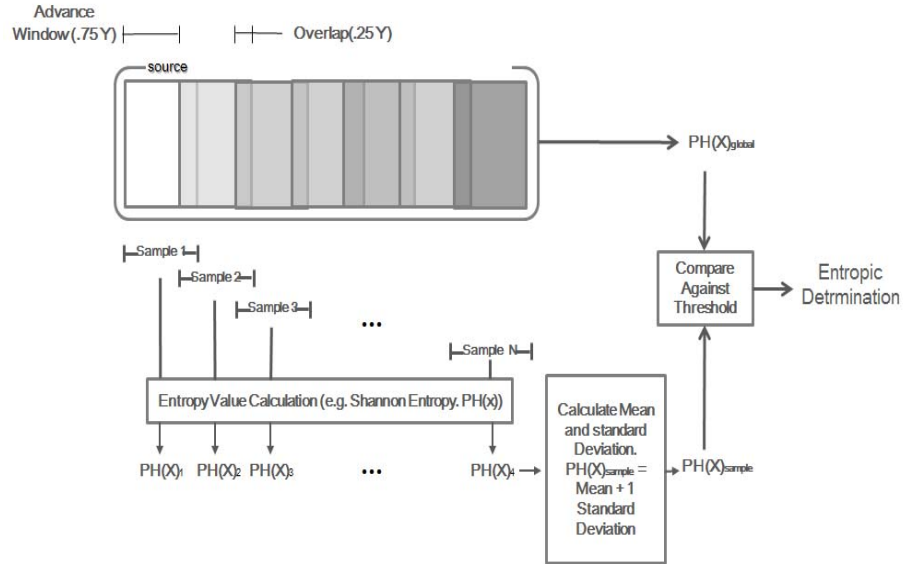 Advance
Window (.75 Y)
Overlap(.25 Y)
source
PH(X)global
Sample 1
Sample 2
Sample 3
...
Sample N
Compare
Against
Threshold
Entropic
Detrmination
Entropy Value Calculation (e.g. Shannon Entropy. PH(x))
Calculate Mean
and standard
Deviation.
PH(X)sample =
Mean + 1
Standard
Deviation
PH(X)1
PH(X)2
PH(X)3
...
PH(X)4
PH(X)sample